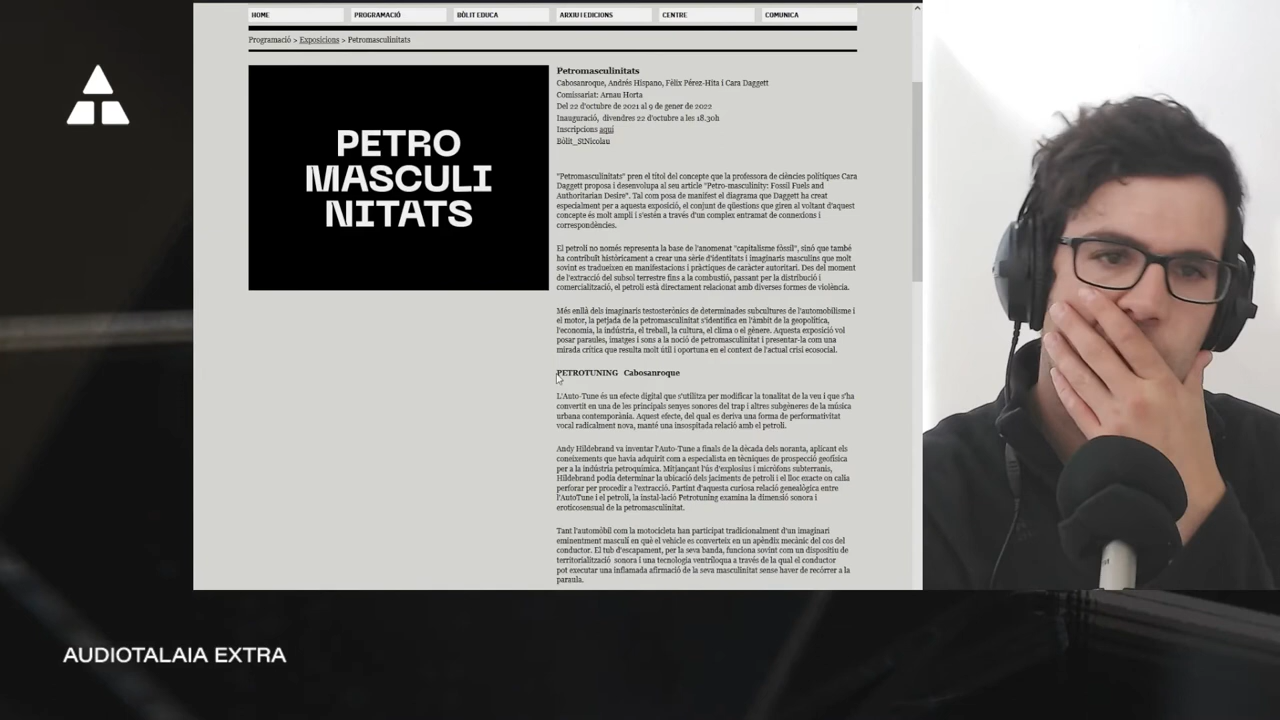 HOME
PROGRAMACIÓ
BÒLIT EDUCA
ARXIU I EDICIONS
CENTRE
COMUNICA
Programació > Exposicions > Petromasculinitats
PETRO
MASCULI
NITATS
Petromasculinitats
Cabosanroque, Andrés Hispano, Fèlix Pérez-Hita i Cara Daggett
Comissariat: Arnau Horta
Del 22 d'octubre de 2021 al 9 de gener de 2022
Inauguració, divendres 22 d'octubre a les 18.30h
Inscripcions aquí
Bòlit_StNicolau
"Petromasculinitats" pren el títol del concepte que la professora de ciències polítiques Cara
Daggett proposa i desenvolupa al seu article "Petro-masculinity: Fossil Fuels and
Authoritarian Desire". Tal com posa de manifest el diagrama que Daggett ha creat
especialment per a aquesta exposició, el conjunt de qüestions que giren al voltant d'aquest
concepte és molt ampli i s'estén a través d'un complex entramat de connexions i
correspondències.
El petroli no només representa la base de l'anomenat "capitalisme fòssil", sinó que també
ha contribuït històricament a crear una sèrie d'identitats i imaginaris masculins que molt
sovint es tradueixen en manifestacions i pràctiques de caràcter autoritari. Des del moment
de l'extracció del subsol terrestre fins a la combustió, passant per la distribució i
comercialització, el petroli està directament relacionat amb diverses formes de violència.
Més enllà dels imaginaris testosterònics de determinades subcultures de l'automobilisme i
el motor, la petjada de la petromasculinitat s'identifica en l'àmbit de la geopolítica,
l'economia, la indústria, el treball, la cultura, el clima o el gènere. Aquesta exposició vol
posar paraules, imatges i sons a la noció de petromasculinitat i presentar-la com una
mirada crítica que resulta molt útil i oportuna en el context de l'actual crisi ecosocial.
PETROTUNING Cabosanroque
L'Auto-Tune és un efecte digital que s'utilitza per modificar la tonalitat de la veu i que s'ha
convertit en una de les principals senyes sonores del trap i altres subgèneres de la música
urbana contemporània. Aquest efecte, del qual es deriva una forma de performativitat
vocal radicalment nova, manté una insospitada relació amb el petroli.
Andy Hildebrand va inventar l'Auto-Tune a finals de la dècada dels noranta, aplicant els
coneixements que havia adquirit com a especialista en tècniques de prospecció geofísica
per a la indústria petroquímica. Mitjançant l'ús d'explosius i micròfons subterranis,
Hildebrand podia determinar la ubicació dels jaciments de petroli i el lloc exacte on calia
perforar per procedir a l'extracció. Partint d'aquesta curiosa relació genealògica entre
l'AutoTune i el petroli, la instal·lació Petrotuning examina la dimensió sonora i
eroticosensual de la petromasculinitat.
Tant l'automòbil com la motocicleta han participat tradicionalment d'un imaginari
eminentment masculí en què el vehicle es converteix en un apèndix mecànic del cos del
conductor. El tub d'escapament, per la seva banda, funciona sovint com un dispositiu de
territorialització sonora i una tecnologia ventríloqua a través de la qual el conductor
pot executar una inflamada afirmació de la seva masculinitat sense haver de recórrer a la
paraula.
AUDIOTALAIA EXTRA